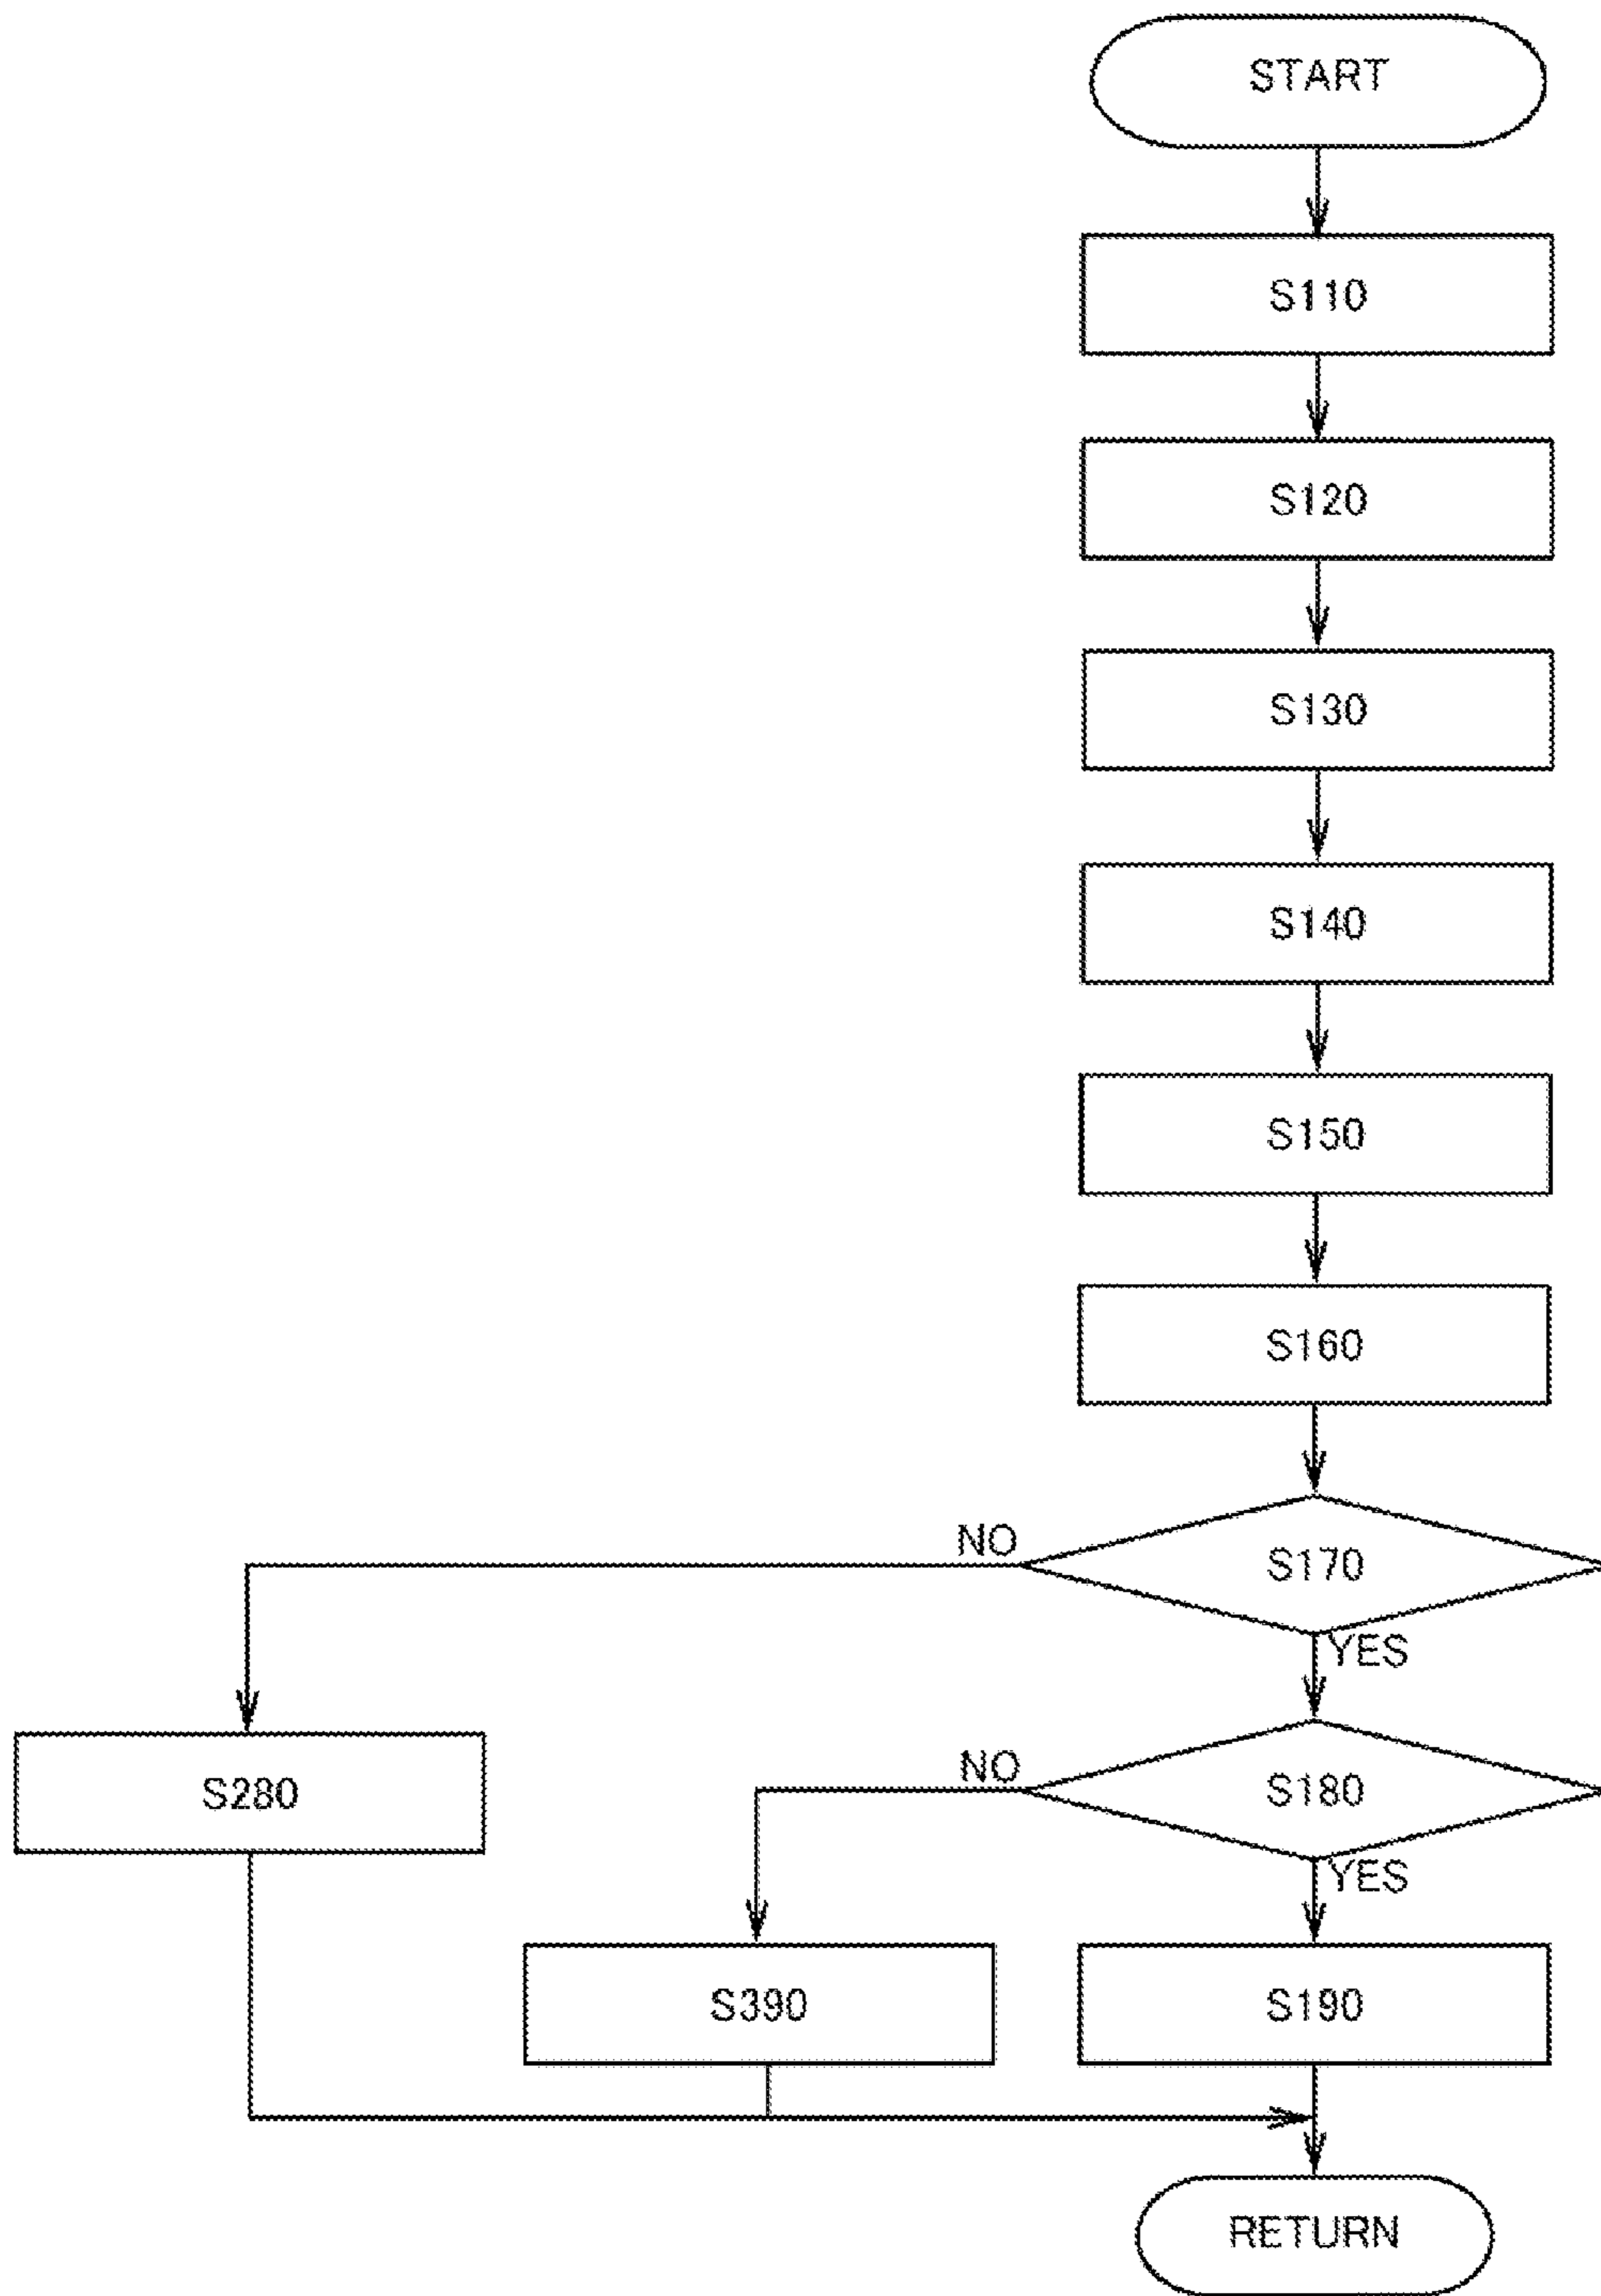 START
S110
S120
S130
S140
S150
S160
NO
S170
YES
S280
NO
S180
YES
S390
S190
RETURN